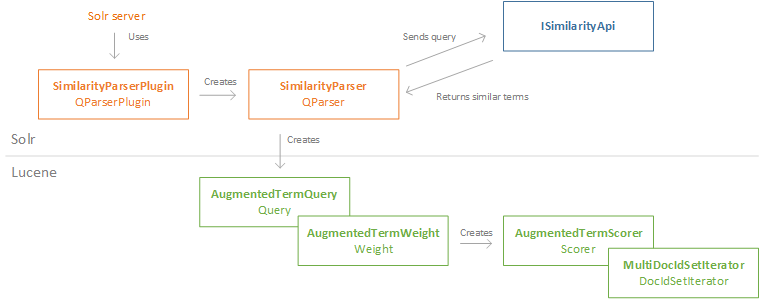 Solr server
Uses
SimilarityParserPlugin
QParserPlugin
Creates
SimilarityParser
QParser
Sends query
ISimilarityApi
Returns similar terms
Solr
Creates
Lucene
AugmentedTermQuery
Query
AugmentedTermWeight
Weight
Creates
AugmentedTermScorer
Scorer
MultiDocIdSetIterator
DocIdSetIterator